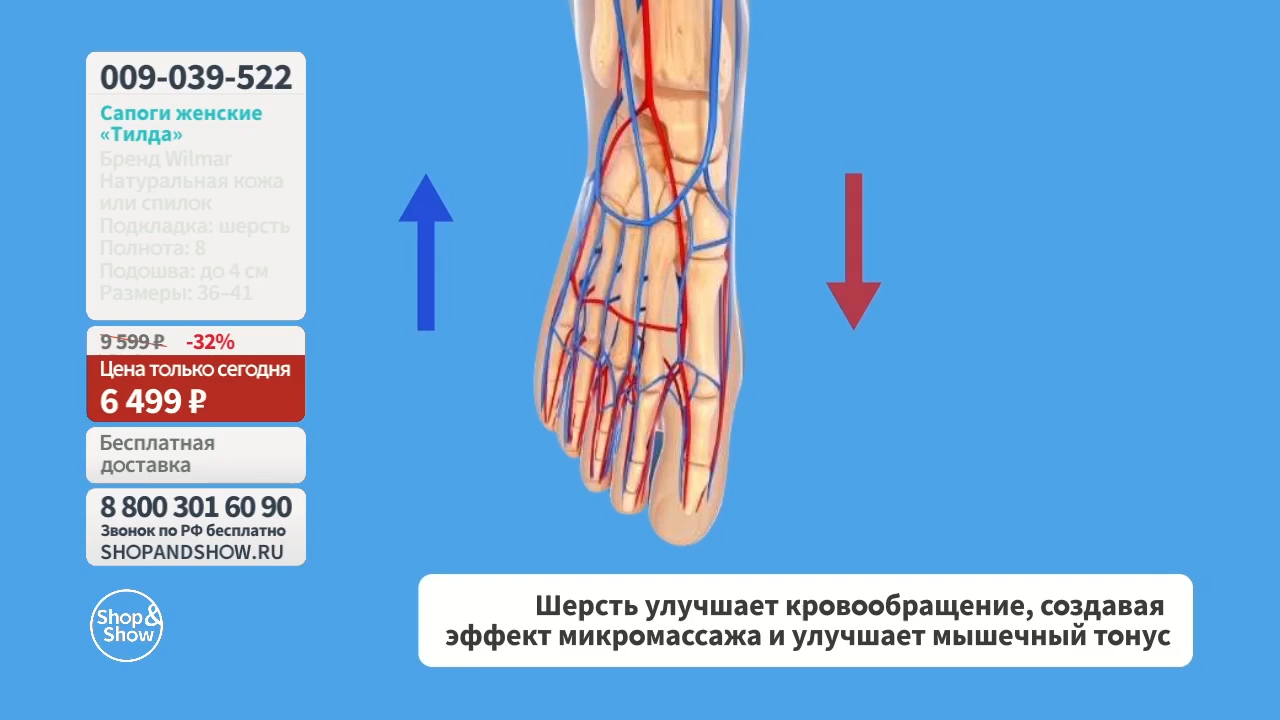 009-039-522
Сапоги женские
«Тилда»
Бренд Wilmar
Натуральная кожа
или спилок
Подкладка: шерсть
Полнота: 8
Подошва: до 4 см
Размеры: 36–41
9 599 ₽ -32%
Цена только сегодня
6 499 ₽
Бесплатная
доставка
8 800 301 60 90
Звонок по РФ бесплатно
SHOPANDSHOW.RU
Shop&
Show
Шерсть улучшает кровообращение, создавая
эффект микромассажа и улучшает мышечный тонус